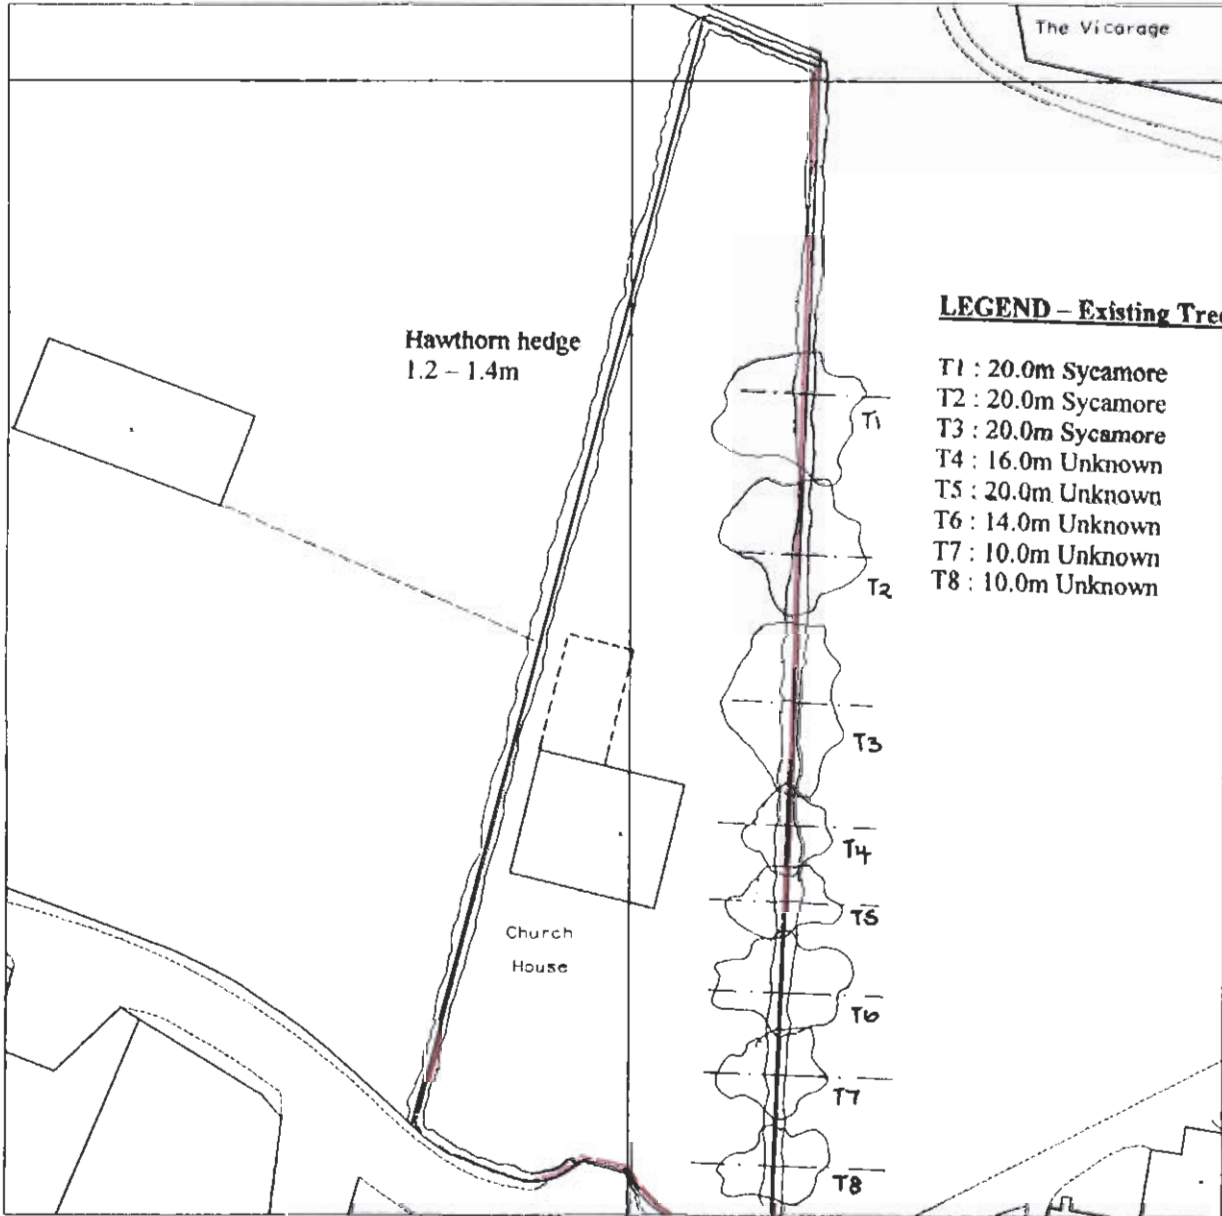 The Vicarage
Hawthorn hedge
1.2 – 1.4m
LEGEND – Existing Tree
T1 : 20.0m Sycamore
T2 : 20.0m Sycamore
T3 : 20.0m Sycamore
T4 : 16.0m Unknown
T5 : 20.0m Unknown
T6 : 14.0m Unknown
T7 : 10.0m Unknown
T8 : 10.0m Unknown
T1
T2
T3
T4
T5
T6
T7
T8
Church
House